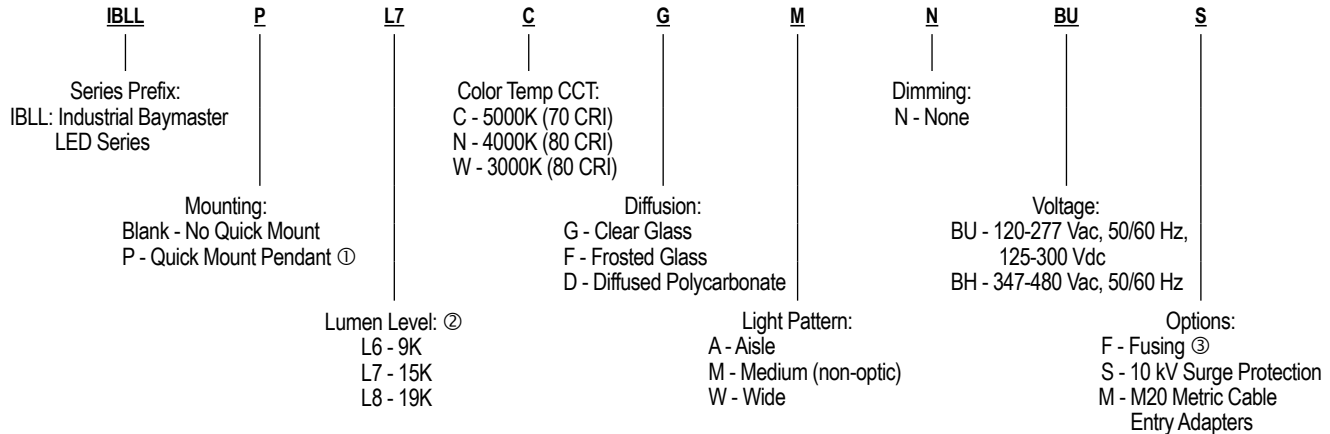 IBLL P L7 C G M N BU S
Series Prefix:
IBLL: Industrial Baymaster
LED Series
Color Temp CCT:
C - 5000K (70 CRI)
N - 4000K (80 CRI)
W - 3000K (80 CRI)
Dimming:
N - None
Mounting:
Blank - No Quick Mount
P - Quick Mount Pendant ①
Diffusion:
G - Clear Glass
F - Frosted Glass
D - Diffused Polycarbonate
Voltage:
BU - 120-277 Vac, 50/60 Hz,
125-300 Vdc
BH - 347-480 Vac, 50/60 Hz
Lumen Level: ②
L6 - 9K
L7 - 15K
L8 - 19K
Light Pattern:
A - Aisle
M - Medium (non-optic)
W - Wide
Options:
F - Fusing ③
S - 10 kV Surge Protection
M - M20 Metric Cable
Entry Adapters